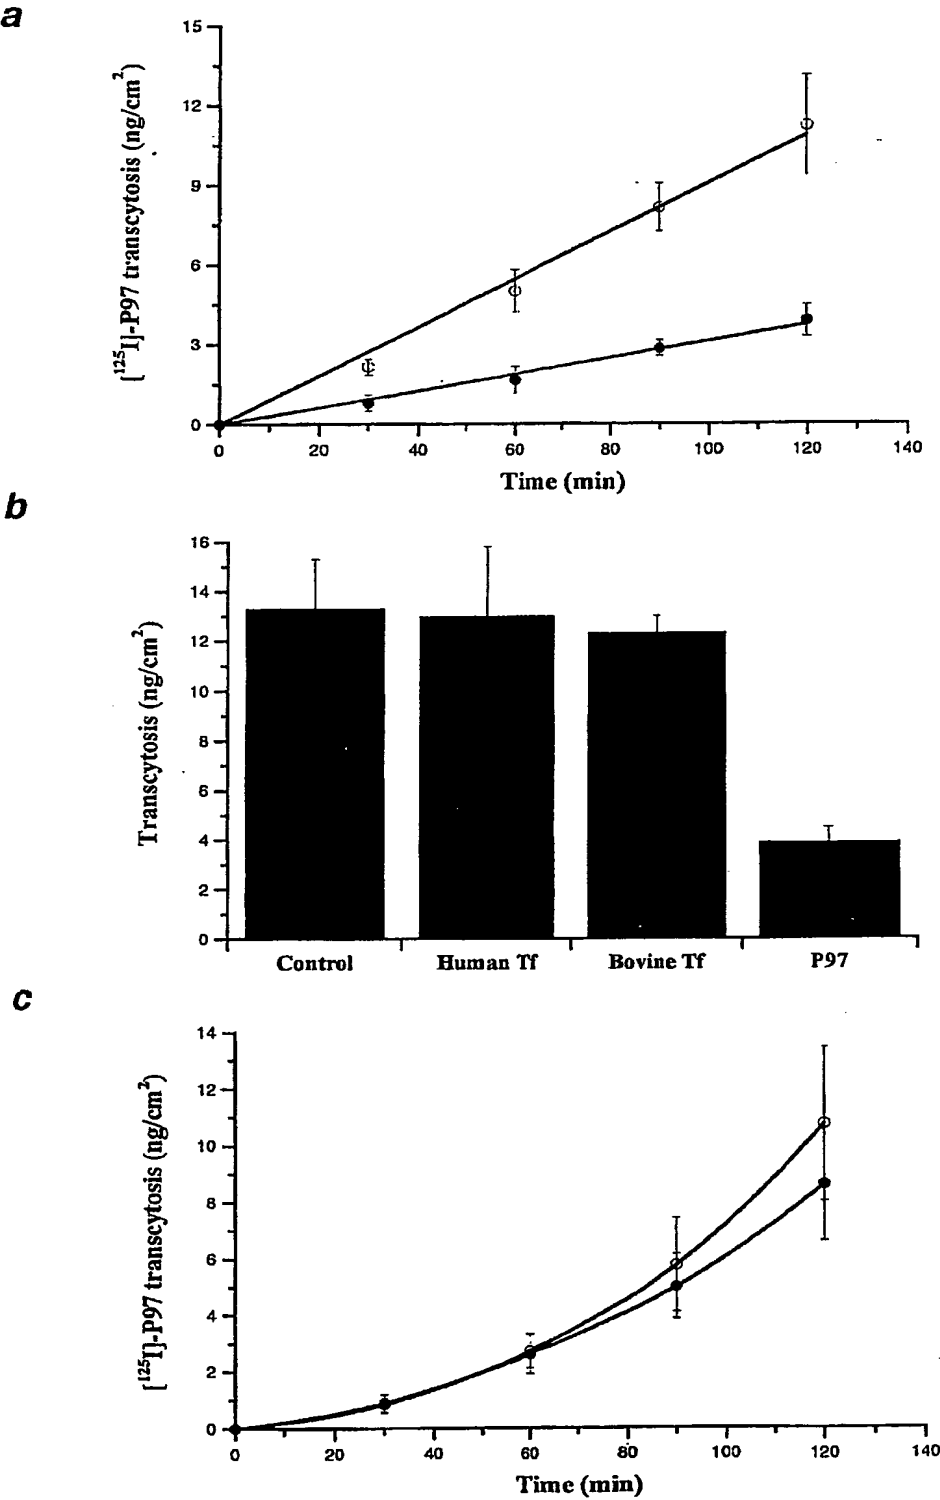 a
15
12
9
6
3
0
[¹²⁵I]-P97 transcytosis (ng/cm²)
0 20 40 60 80 100 120 140
Time (min)
b
16
14
12
10
8
6
4
2
0
Transcytosis (ng/cm²)
Control Human Tf Bovine Tf P97
c
14
12
10
8
6
4
2
0
[¹²⁵I]-P97 transcytosis (ng/cm²)
0 20 40 60 80 100 120 140
Time (min)